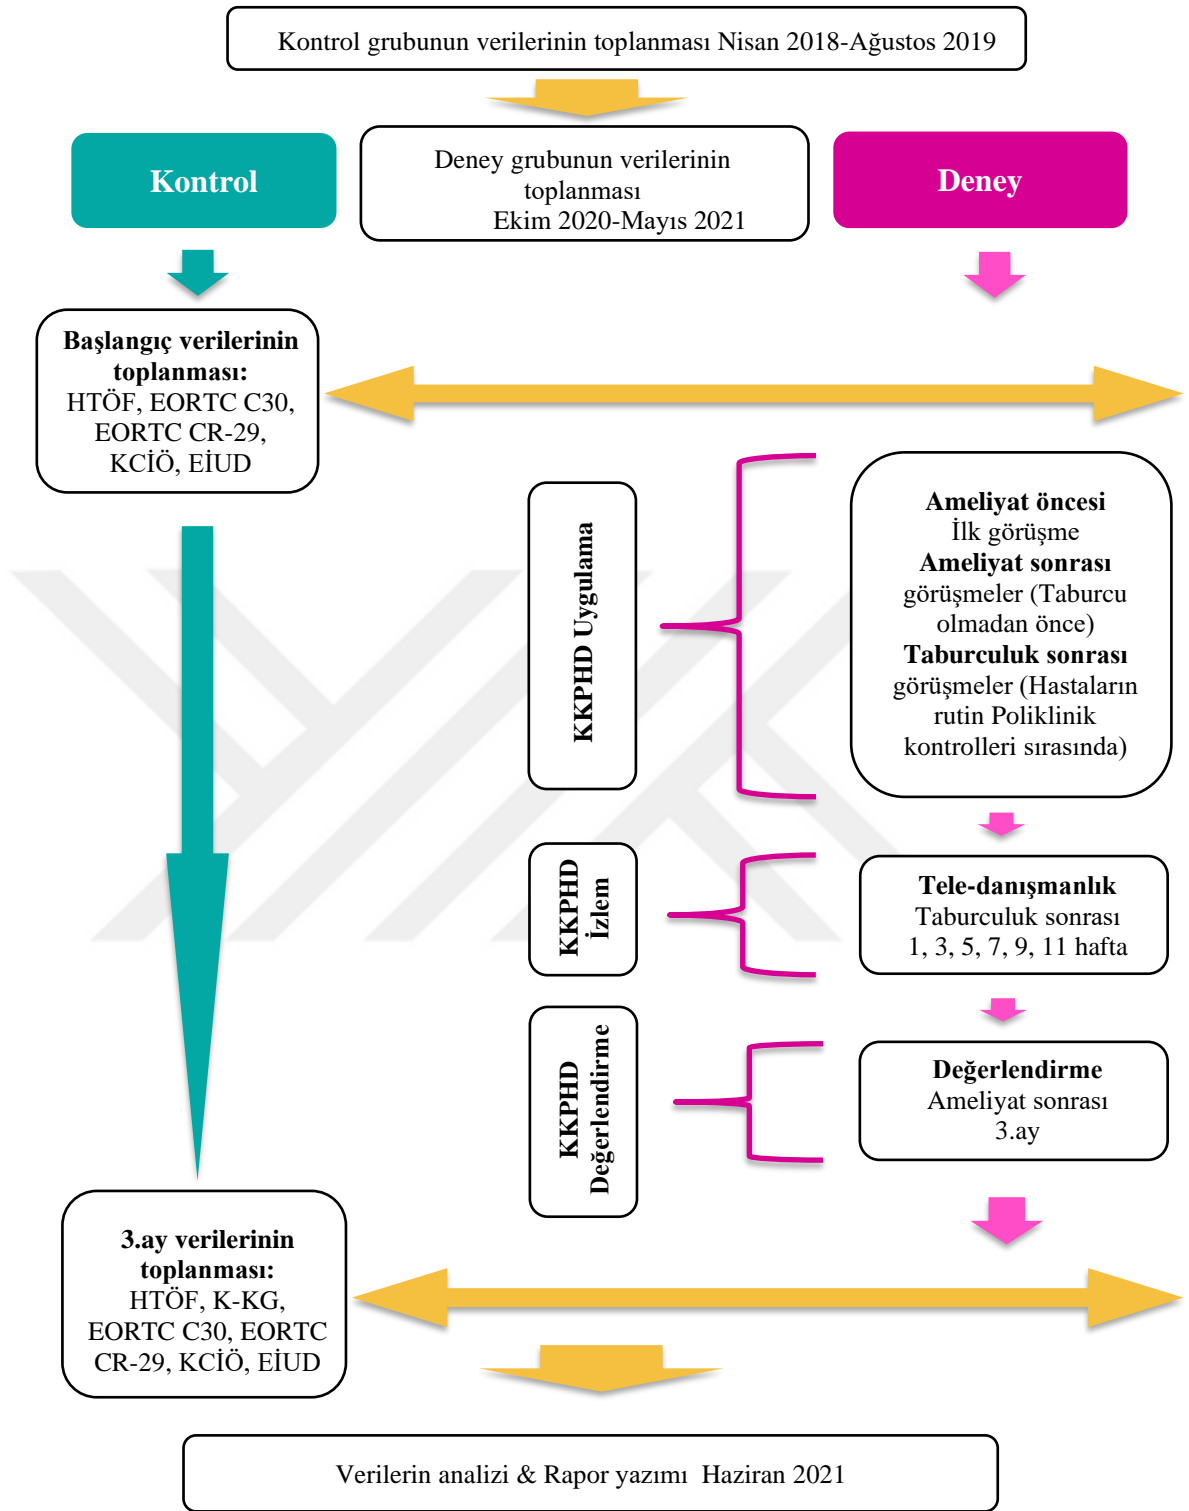 Kontrol grubunun verilerinin toplanması Nisan 2018-Ağustos 2019
Kontrol
Deney grubunun verilerinin
toplanması
Ekim 2020-Mayıs 2021
Deney
Başlangıç verilerinin
toplanması:
HTÖF, EORTC C30,
EORTC CR-29,
KCİÖ, EİUD
KKPHD Uygulama
Ameliyat öncesi
İlk görüşme
Ameliyat sonrası
görüşmeler (Taburcu
olmadan önce)
Taburculuk sonrası
görüşmeler (Hastaların
rutin Poliklinik
kontrolleri sırasında)
KKPHD
İzlem
Tele-danışmanlık
Taburculuk sonrası
1, 3, 5, 7, 9, 11 hafta
KKPHD
Değerlendirme
Değerlendirme
Ameliyat sonrası
3.ay
3.ay verilerinin
toplanması:
HTÖF, K-KG,
EORTC C30, EORTC
CR-29, KCİÖ, EİUD
Verilerin analizi & Rapor yazımı Haziran 2021